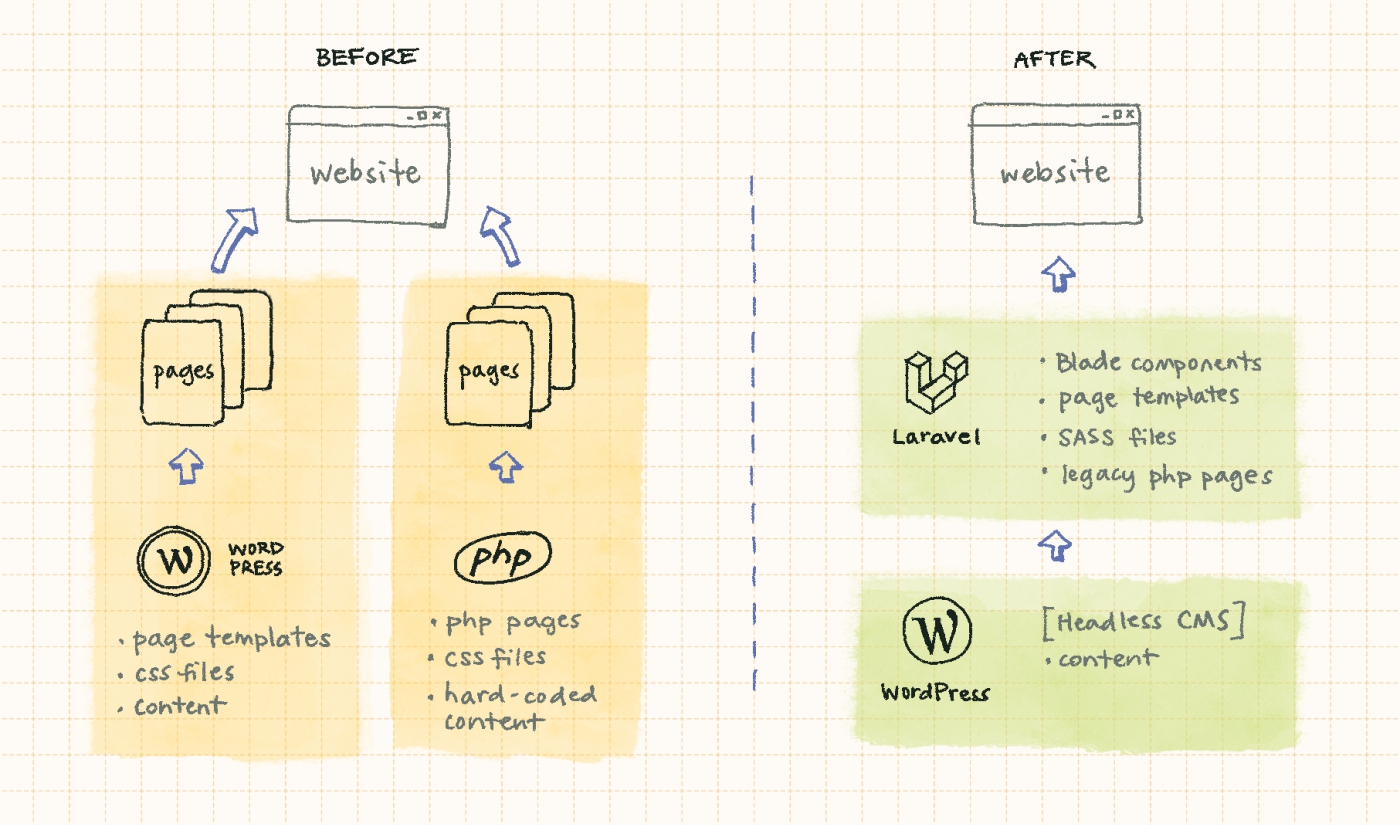 BEFORE
website
pages
W
WORD
PRESS
• page templates
• css files
• content
pages
php
• php pages
• css files
• hard-coded
content
AFTER
website
Laravel
• Blade components
• page templates
• SASS files
• legacy php pages
W
WordPress
[Headless CMS]
• content